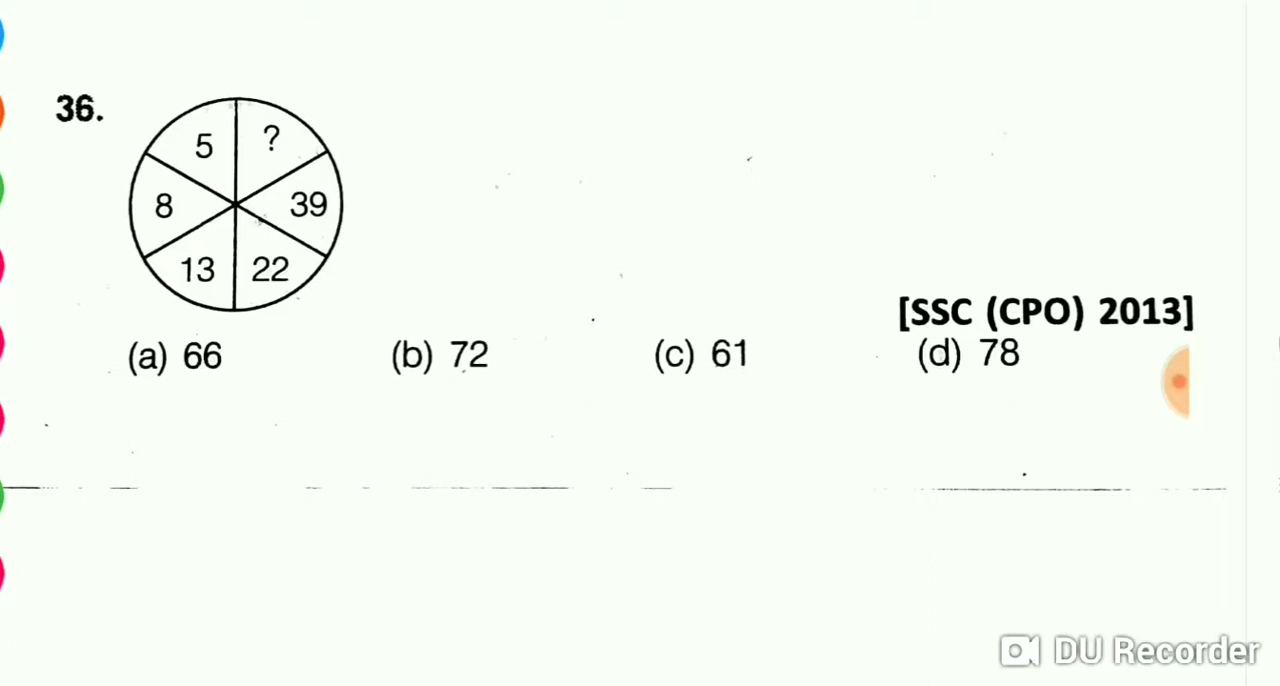 36.
5 ?
8 39
13 22
[SSC (CPO) 2013]
(a) 66 (b) 72 (c) 61 (d) 78
DU Recorder